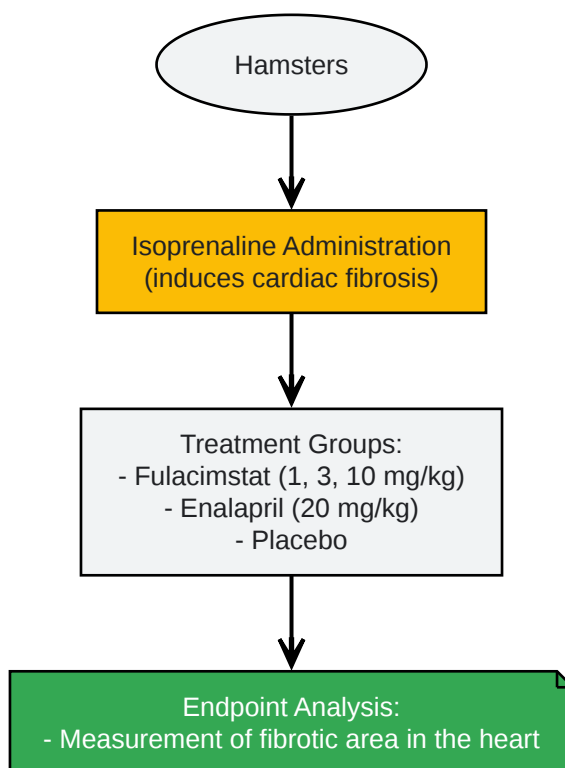 Hamsters
Isoprenaline Administration
(induces cardiac fibrosis)
Treatment Groups:
- Fulacimstat (1, 3, 10 mg/kg)
- Enalapril (20 mg/kg)
- Placebo
Endpoint Analysis:
- Measurement of fibrotic area in the heart